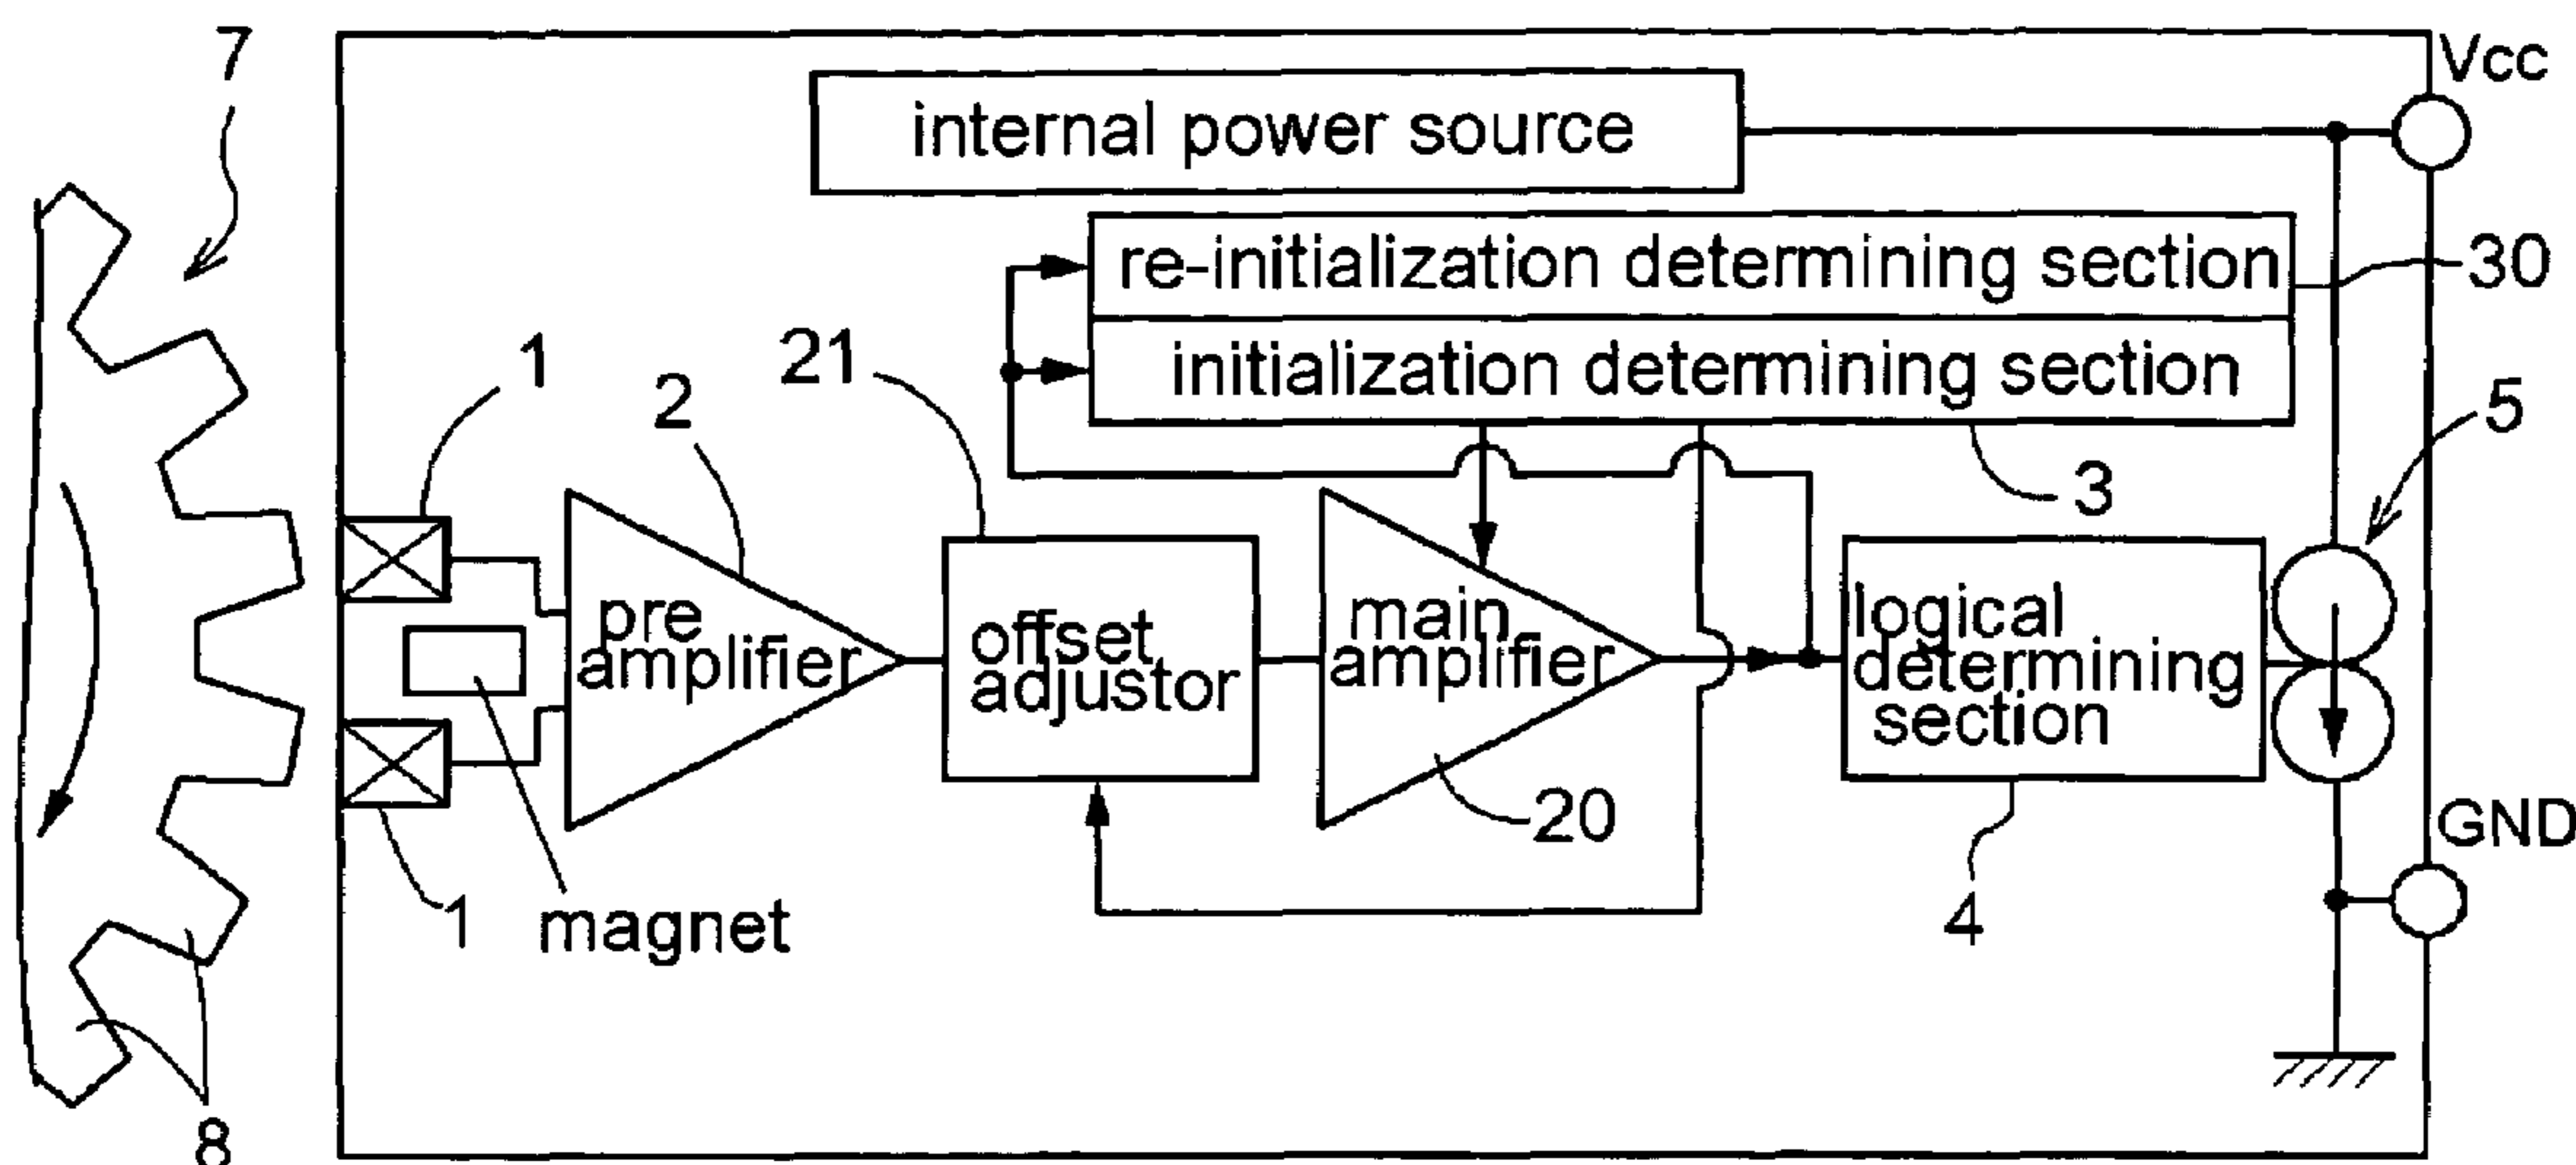 7
Vcc
internal power source
re-initialization determining section
30
initialization determining section
1
21
2
5
3
pre
amplifier
offset
adjustor
main
amplifier
logical
determining
section
20
GND
1
magnet
4
8